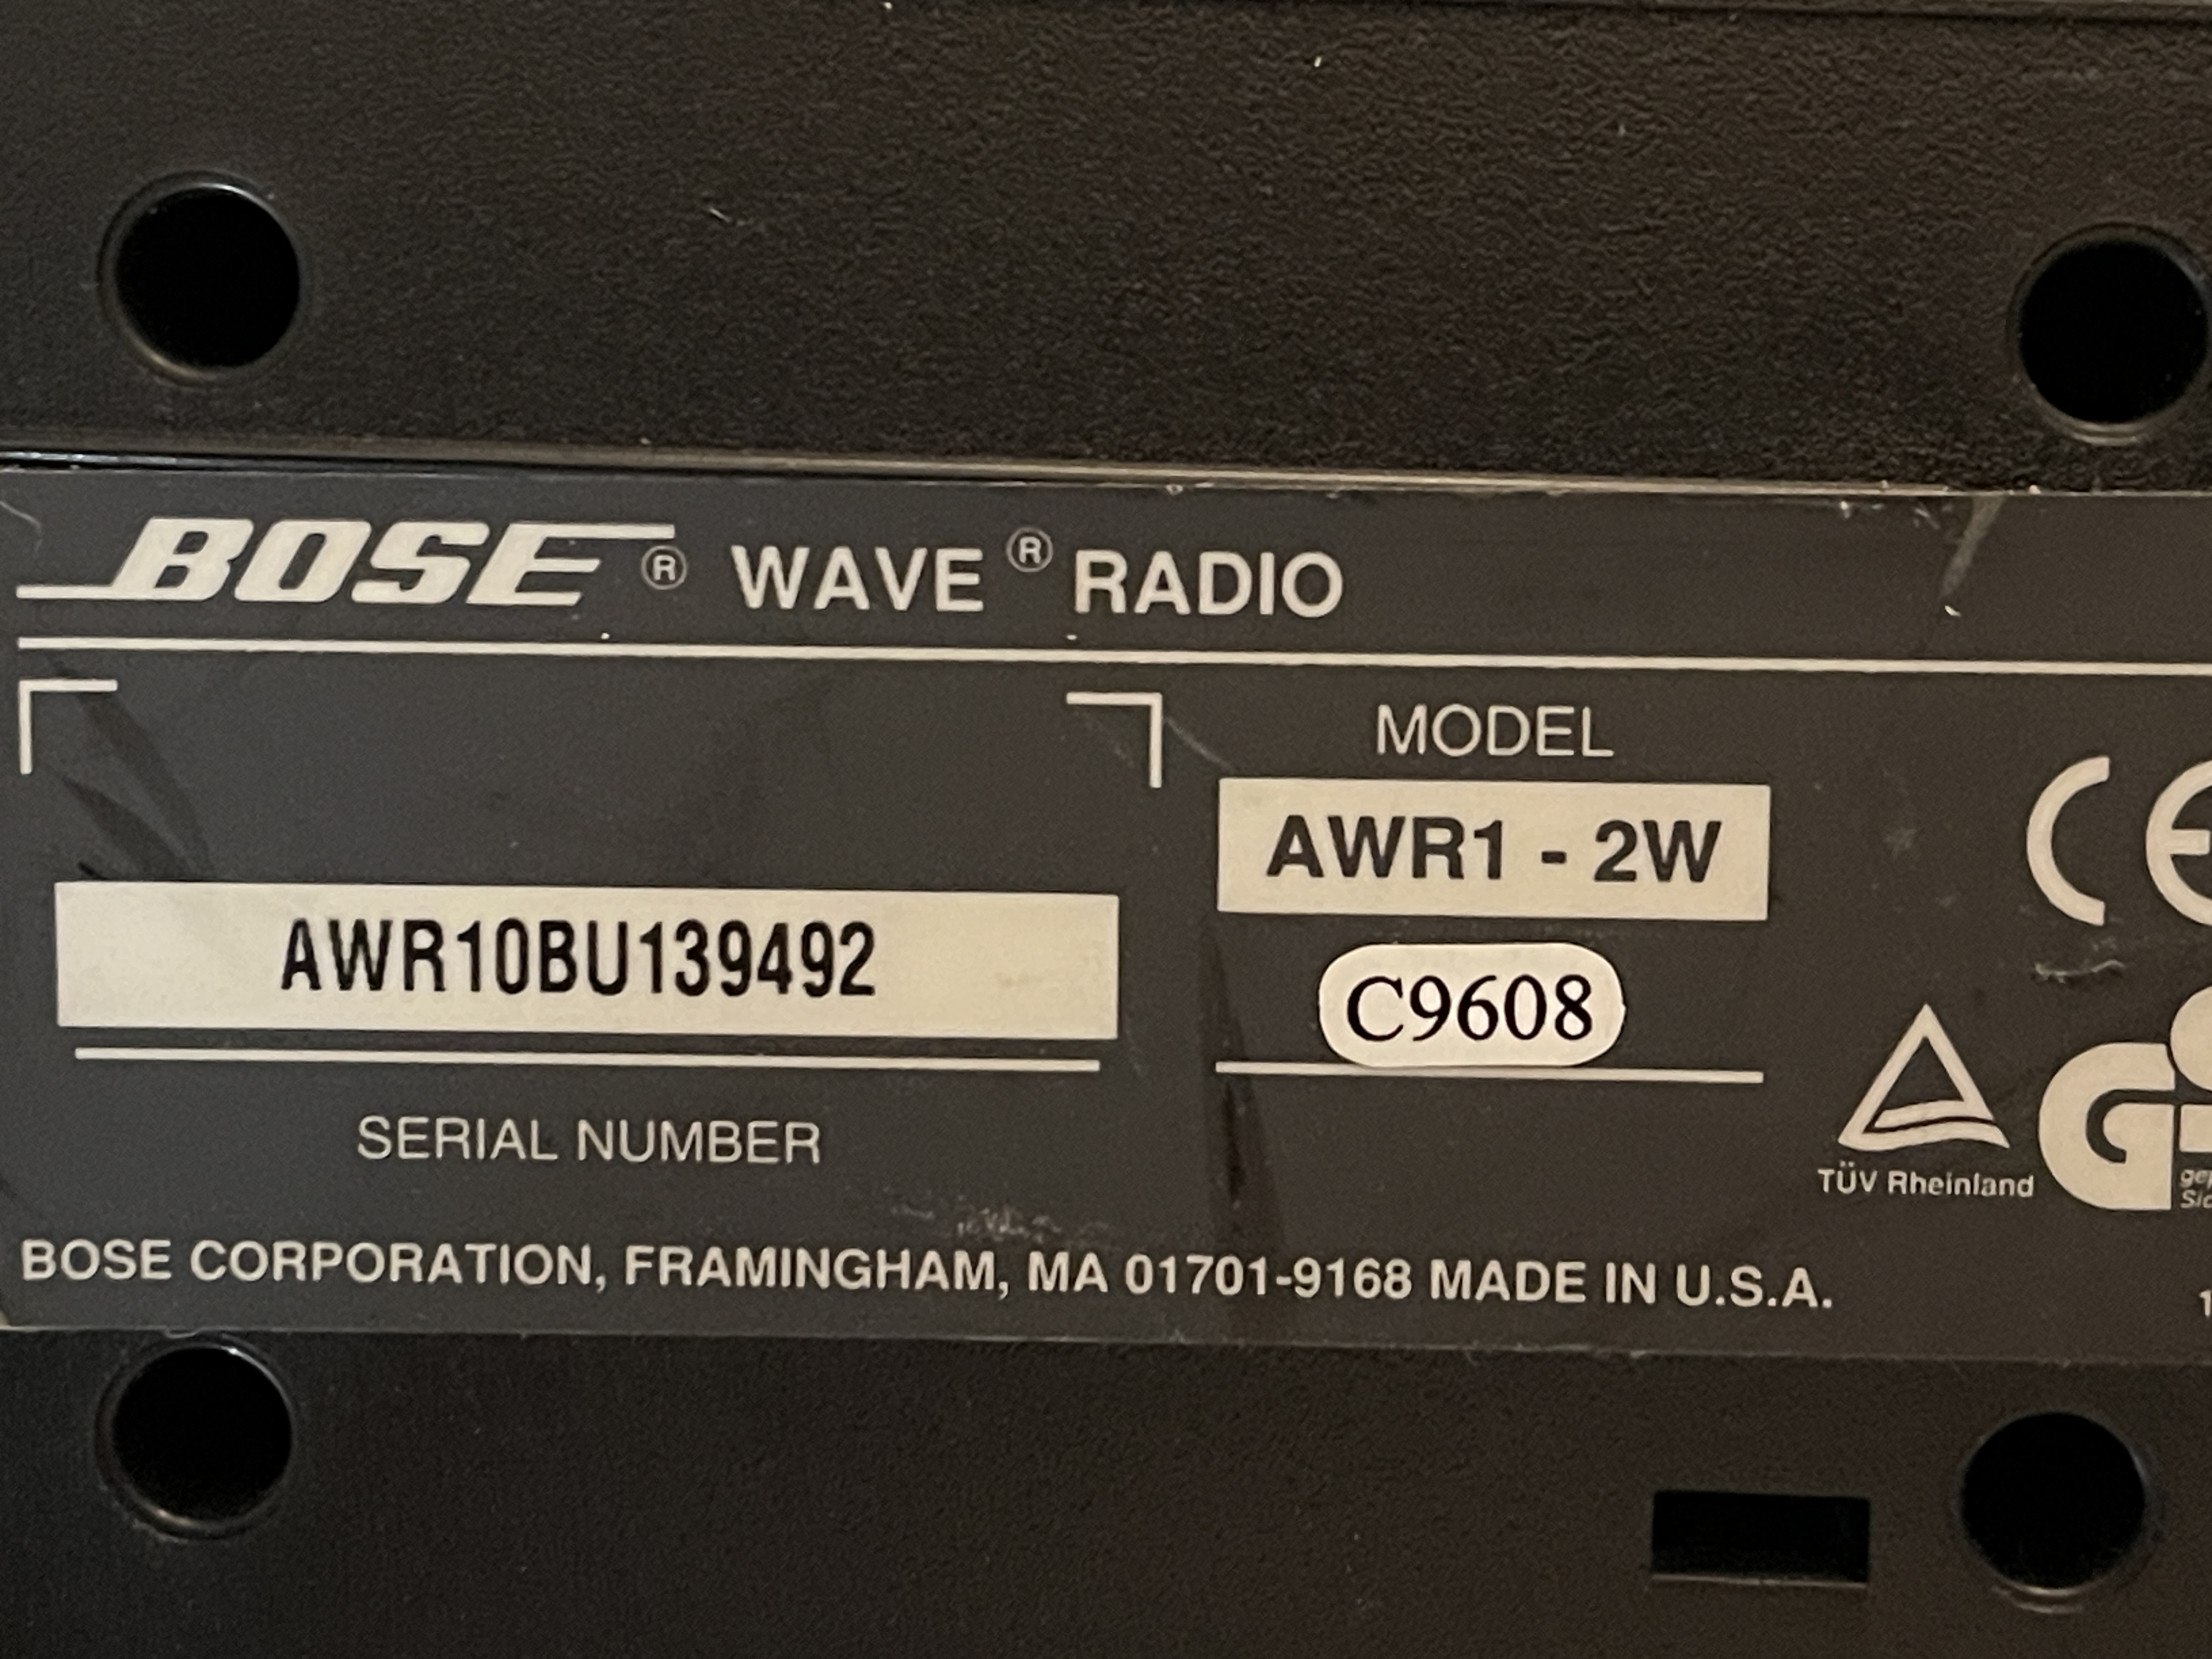 BOSE® WAVE® RADIO
MODEL
AWR1 - 2W
CE
AWR10BU139492
C9608
SERIAL NUMBER
TÜV Rheinland
BOSE CORPORATION, FRAMINGHAM, MA 01701-9168 MADE IN U.S.A.